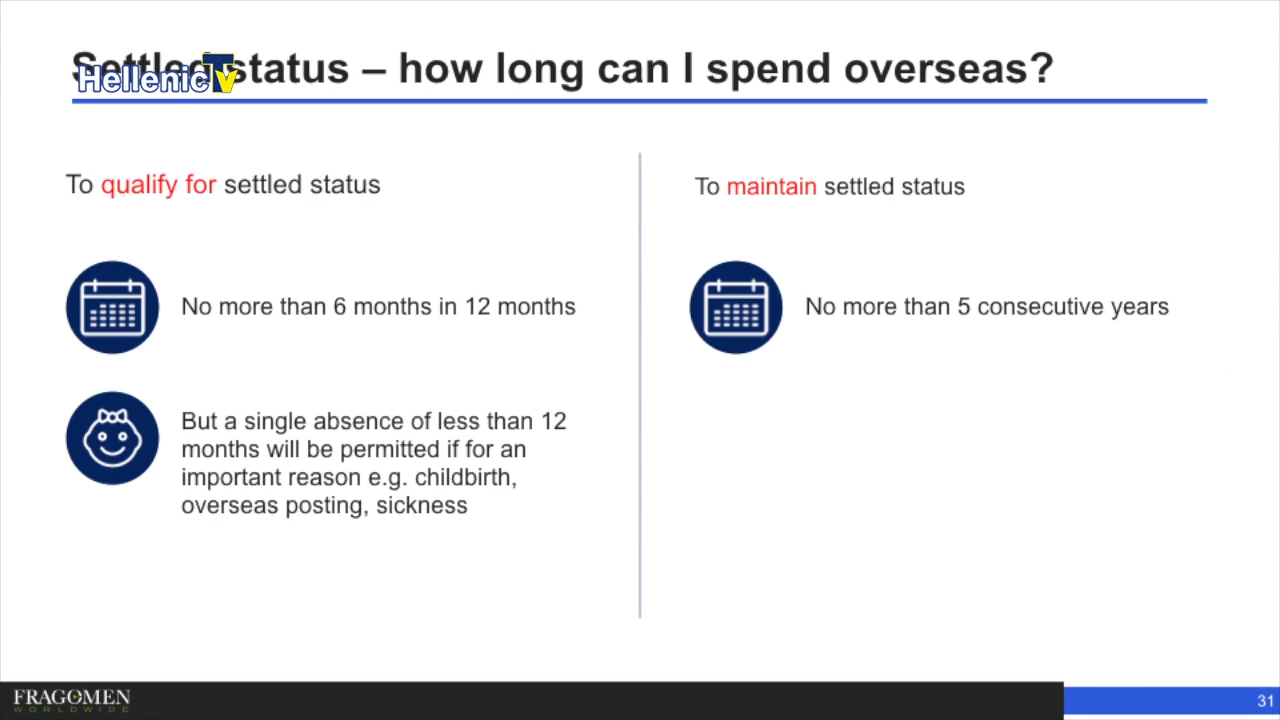 Settled status – how long can I spend overseas?
HellenicTv
To qualify for settled status
No more than 6 months in 12 months
But a single absence of less than 12
months will be permitted if for an
important reason e.g. childbirth,
overseas posting, sickness
To maintain settled status
No more than 5 consecutive years
FRAGOMEN
WORLDWIDE
31